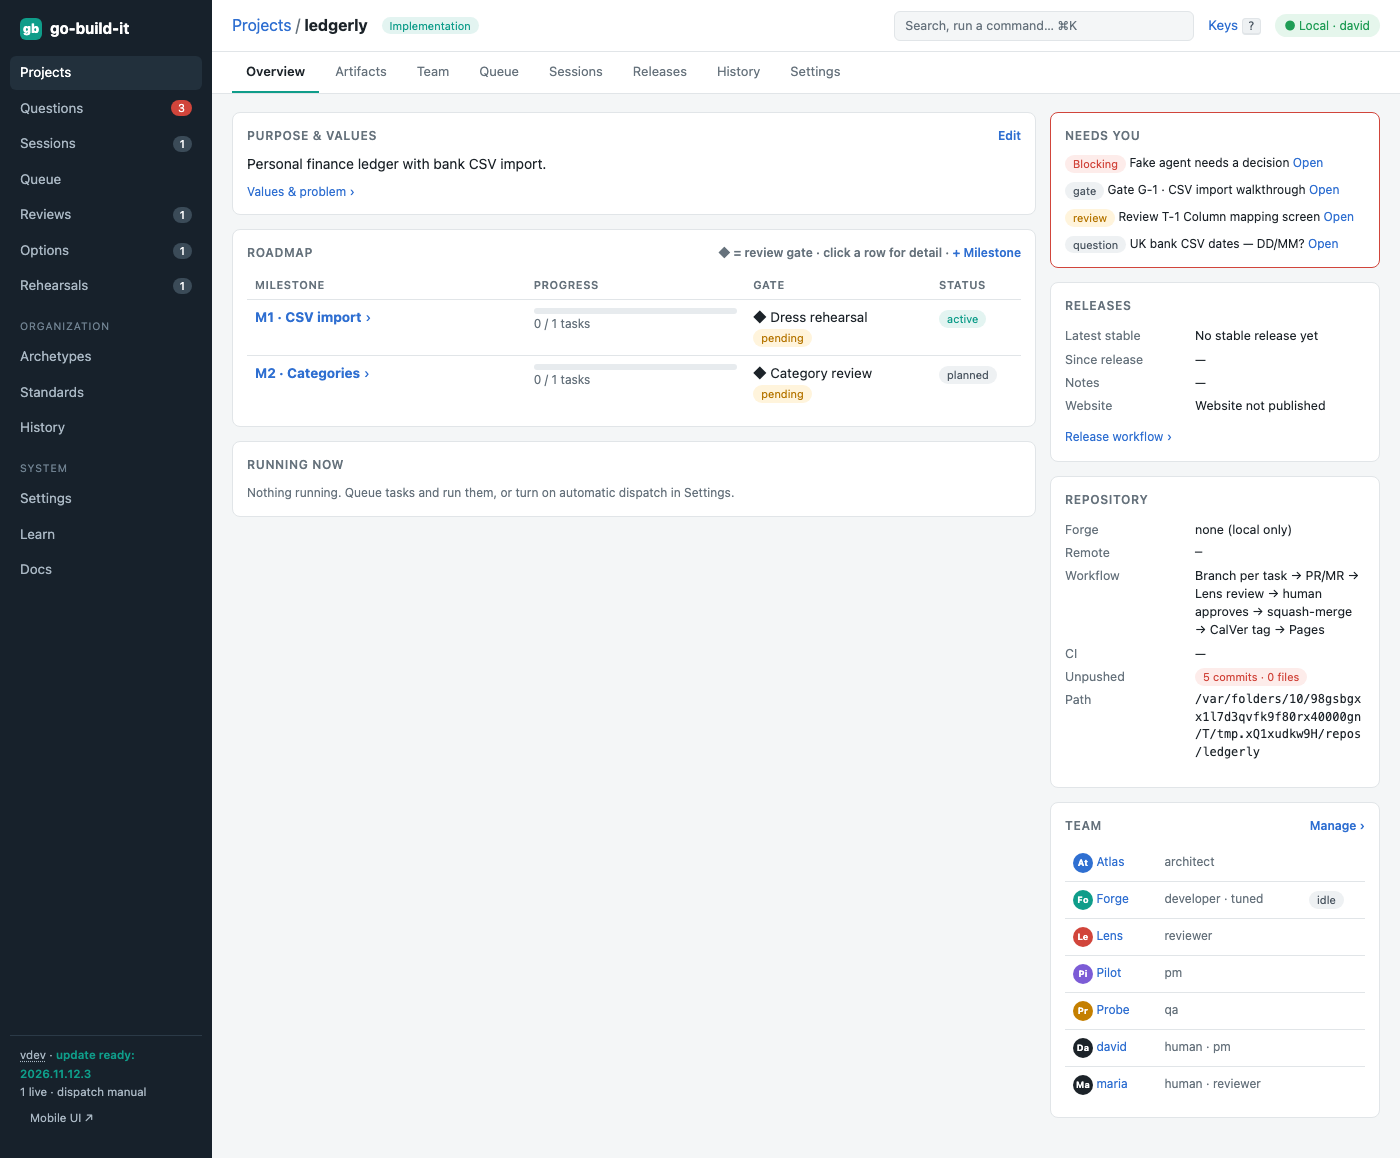 gb go-build-it
Projects
Questions 3
Sessions 1
Queue
Reviews 1
Options 1
Rehearsals 1
ORGANIZATION
Archetypes
Standards
History
SYSTEM
Settings
Learn
Docs
vdev · update ready:
2026.11.12.3
1 live · dispatch manual
Mobile UI ↗
Projects / ledgerly Implementation
Search, run a command... ⌘K
Keys ?
Local · david
Overview Artifacts Team Queue Sessions Releases History Settings
PURPOSE & VALUES Edit
Personal finance ledger with bank CSV import.
Values & problem ›
ROADMAP ◆ = review gate · click a row for detail · + Milestone
MILESTONE PROGRESS GATE STATUS
M1 · CSV import › 0 / 1 tasks ◆ Dress rehearsal active
pending
M2 · Categories › 0 / 1 tasks ◆ Category review planned
pending
RUNNING NOW
Nothing running. Queue tasks and run them, or turn on automatic dispatch in Settings.
NEEDS YOU
Blocking Fake agent needs a decision Open
gate Gate G-1 · CSV import walkthrough Open
review Review T-1 Column mapping screen Open
question UK bank CSV dates — DD/MM? Open
RELEASES
Latest stable No stable release yet
Since release —
Notes —
Website Website not published
Release workflow ›
REPOSITORY
Forge none (local only)
Remote –
Workflow Branch per task → PR/MR →
Lens review → human
approves → squash-merge
→ CalVer tag → Pages
CI —
Unpushed 5 commits · 0 files
Path /var/folders/10/98gsbgx
x1l7d3qvfk9f80rx40000gn
/T/tmp.xQ1xudkw9H/repos
/ledgerly
TEAM Manage ›
At Atlas architect
Fo Forge developer · tuned idle
Le Lens reviewer
Pi Pilot pm
Pr Probe qa
Da david human · pm
Ma maria human · reviewer